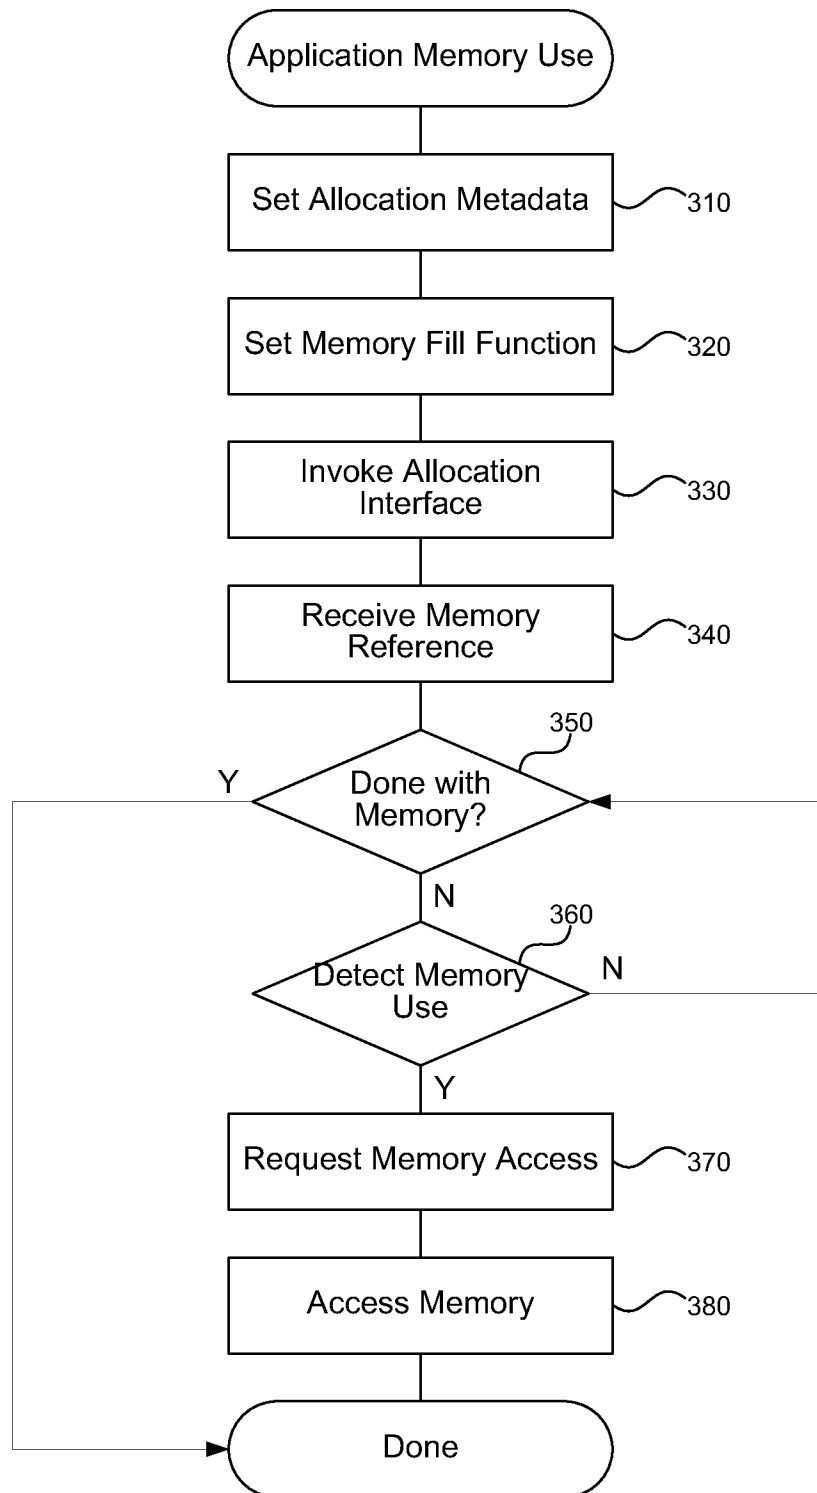 Application Memory Use
Set Allocation Metadata
310
Set Memory Fill Function
320
Invoke Allocation
Interface
330
Receive Memory
Reference
340
350
Y
Done with
Memory?
N
360
Detect Memory
Use
N
Y
Request Memory Access
370
Access Memory
380
Done